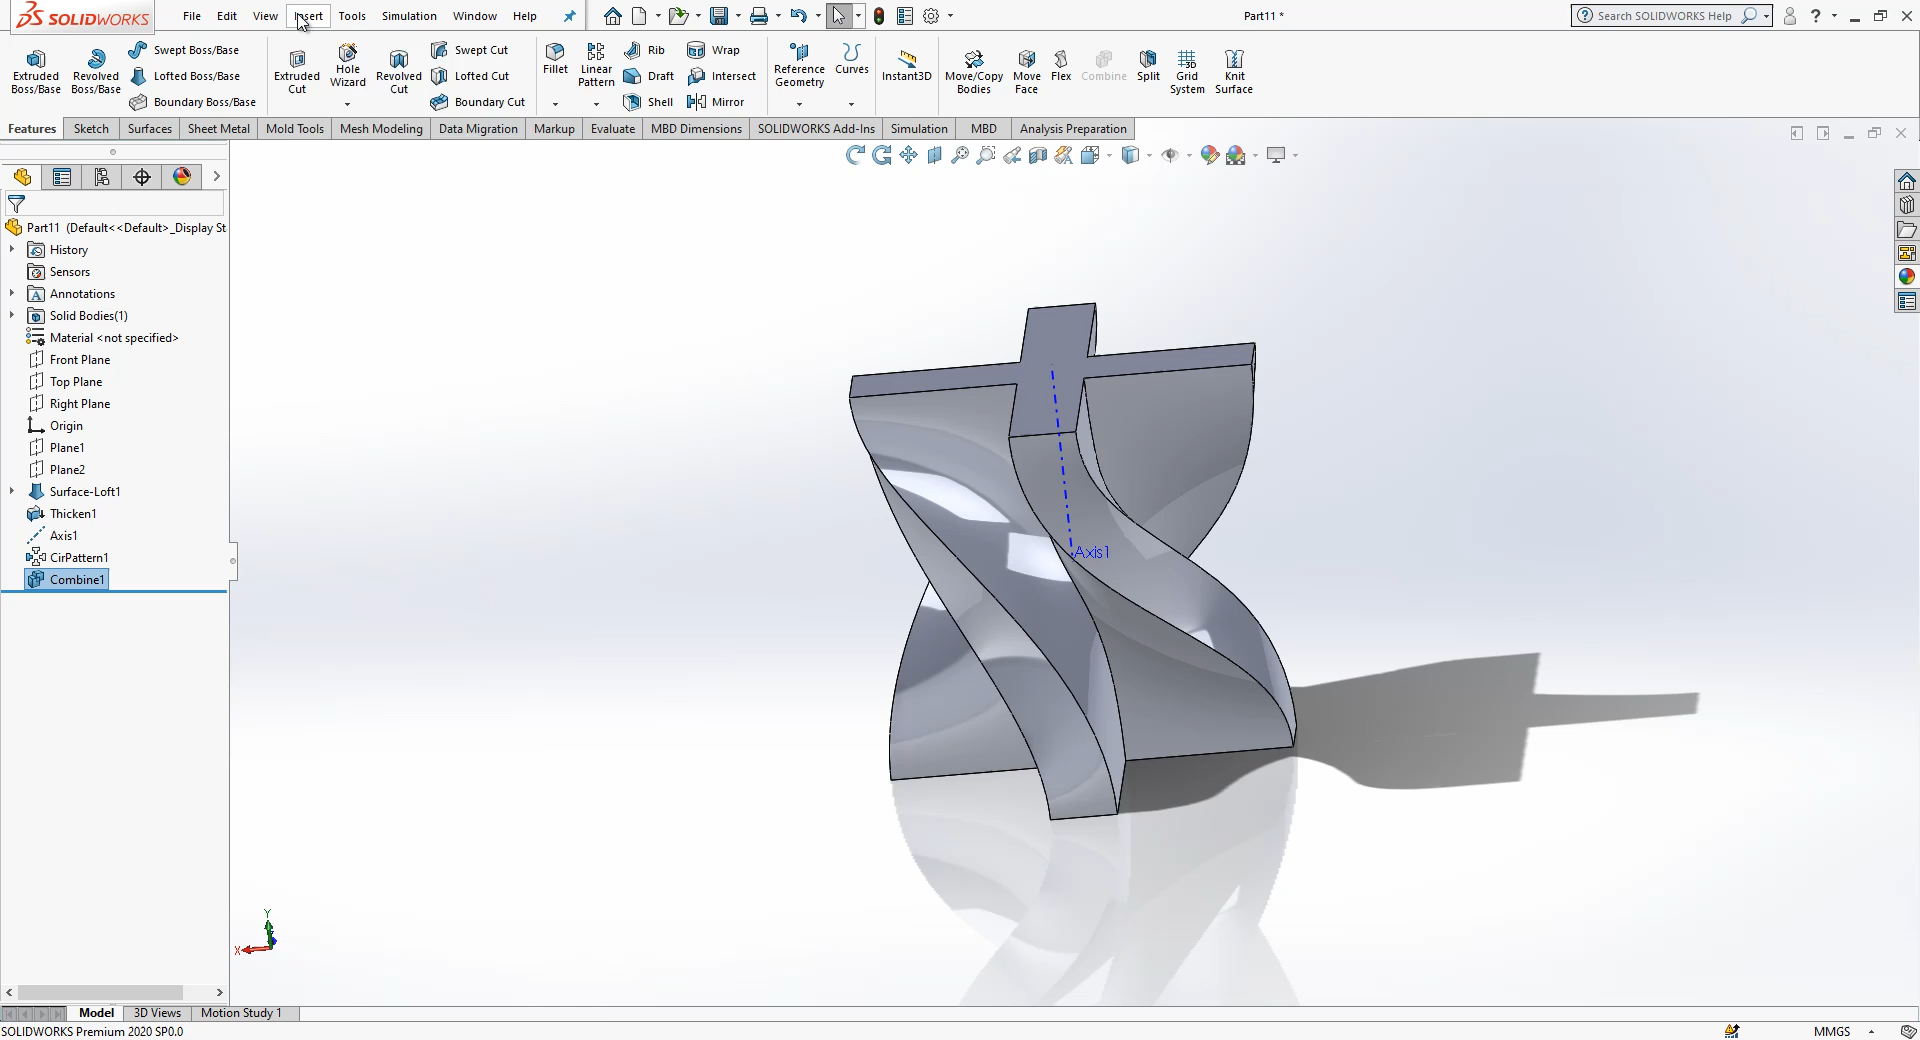 SOLIDWORKS
File Edit View Insert Tools Simulation Window Help
Part11 *
Search SOLIDWORKS Help
?
Extruded Boss/Base
Revolved Boss/Base
Swept Boss/Base
Lofted Boss/Base
Boundary Boss/Base
Extruded Cut
Hole Wizard
Revolved Cut
Swept Cut
Lofted Cut
Boundary Cut
Fillet
Linear Pattern
Rib
Draft
Shell
Wrap
Intersect
Mirror
Reference Geometry
Curves
Instant3D
Move/Copy Bodies
Move Face
Flex
Combine
Split
Grid System
Knit Surface
Features Sketch Surfaces Sheet Metal Mold Tools Mesh Modeling Data Migration Markup Evaluate MBD Dimensions SOLIDWORKS Add-Ins Simulation MBD Analysis Preparation
Part11 (Default<<Default>_Display St
History
Sensors
Annotations
Solid Bodies(1)
Material <not specified>
Front Plane
Top Plane
Right Plane
Origin
Plane1
Plane2
Surface-Loft1
Thicken1
Axis1
CirPattern1
Combine1
Axis1
Y
X
Model 3D Views Motion Study 1
SOLIDWORKS Premium 2020 SP0.0
MMGS